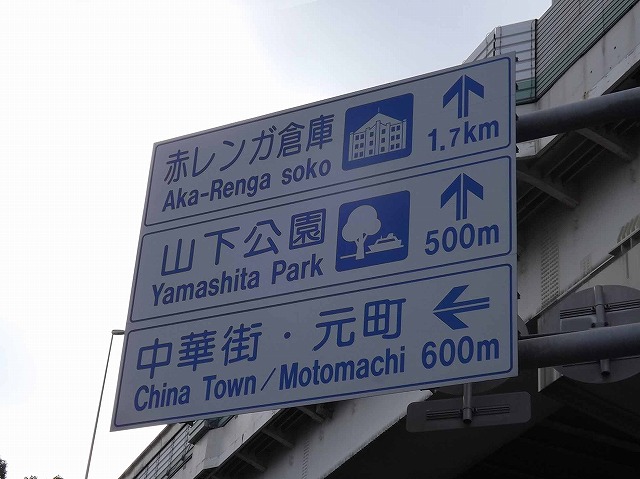 赤レンガ倉庫
Aka-Renga soko
1.7km
山下公園
Yamashita Park
500m
中華街・元町
China Town/Motomachi
600m